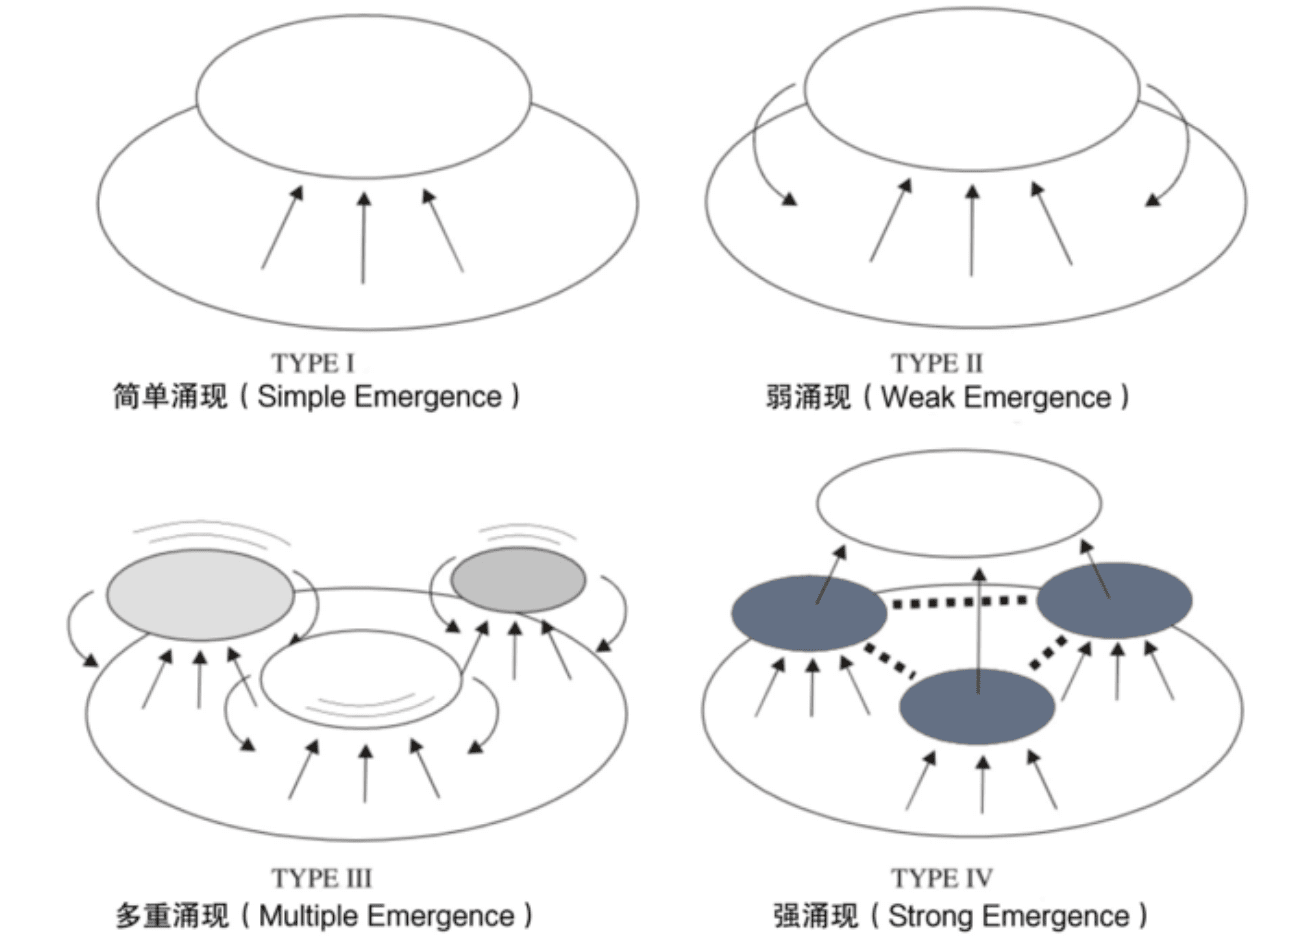 TYPE I
简单涌现（Simple Emergence）
TYPE II
弱涌现（Weak Emergence）
TYPE III
多重涌现（Multiple Emergence）
TYPE IV
强涌现（Strong Emergence）